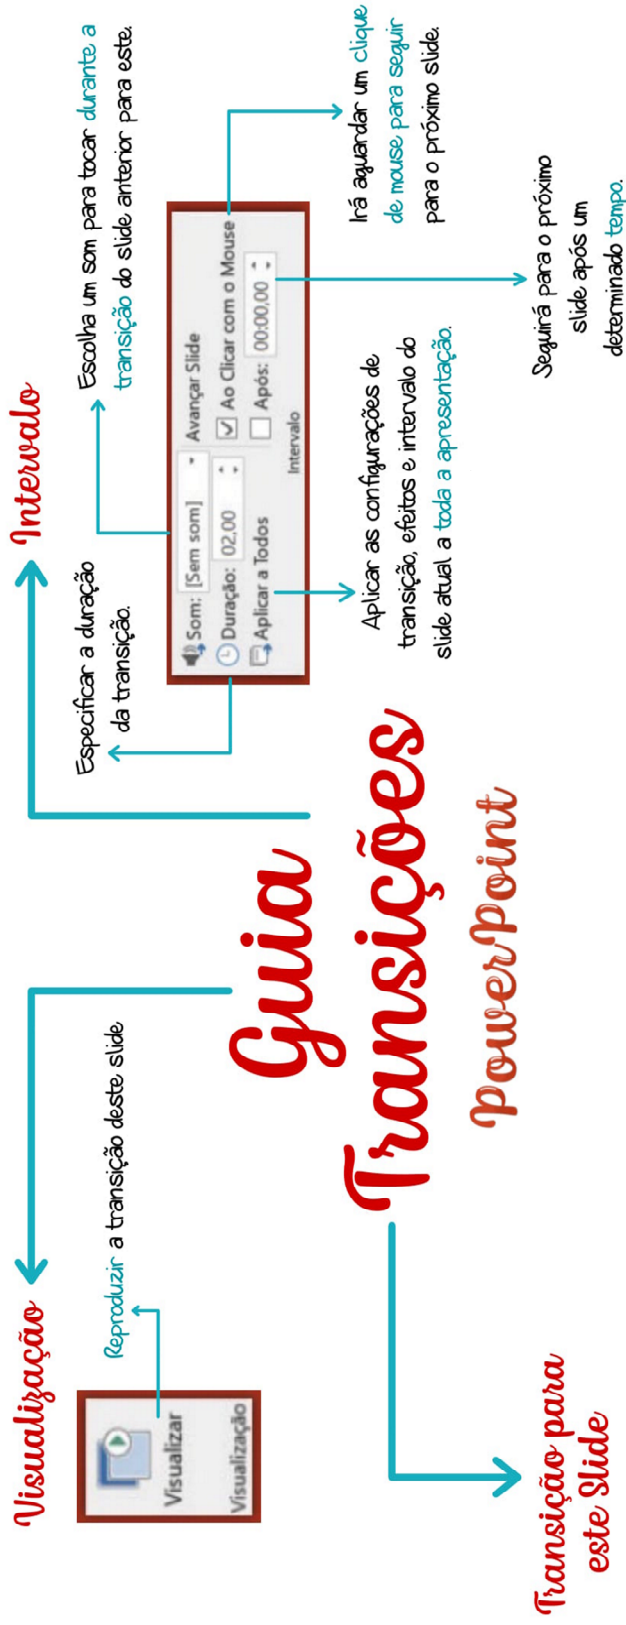 Visualização
Visualizar
Visualização
Reproduzir a transição deste slide
Guia
Transições
PowerPoint
Transição para
este Slide
Intervalo
Especificar a duração
da transição.
Escolha um som para tocar durante a
transição do slide anterior para este.
Som: [Sem som]
Duração: 02,00
Aplicar a Todos
Avançar Slide
Ao Clicar com o Mouse
Após: 00:00,00
Intervalo
Aplicar as configurações de
transição, efeitos e intervalo do
slide atual a toda a apresentação.
Irá aguardar um clique
de mouse para seguir
para o próximo slide.
Seguirá para o próximo
slide após um
determinado tempo.